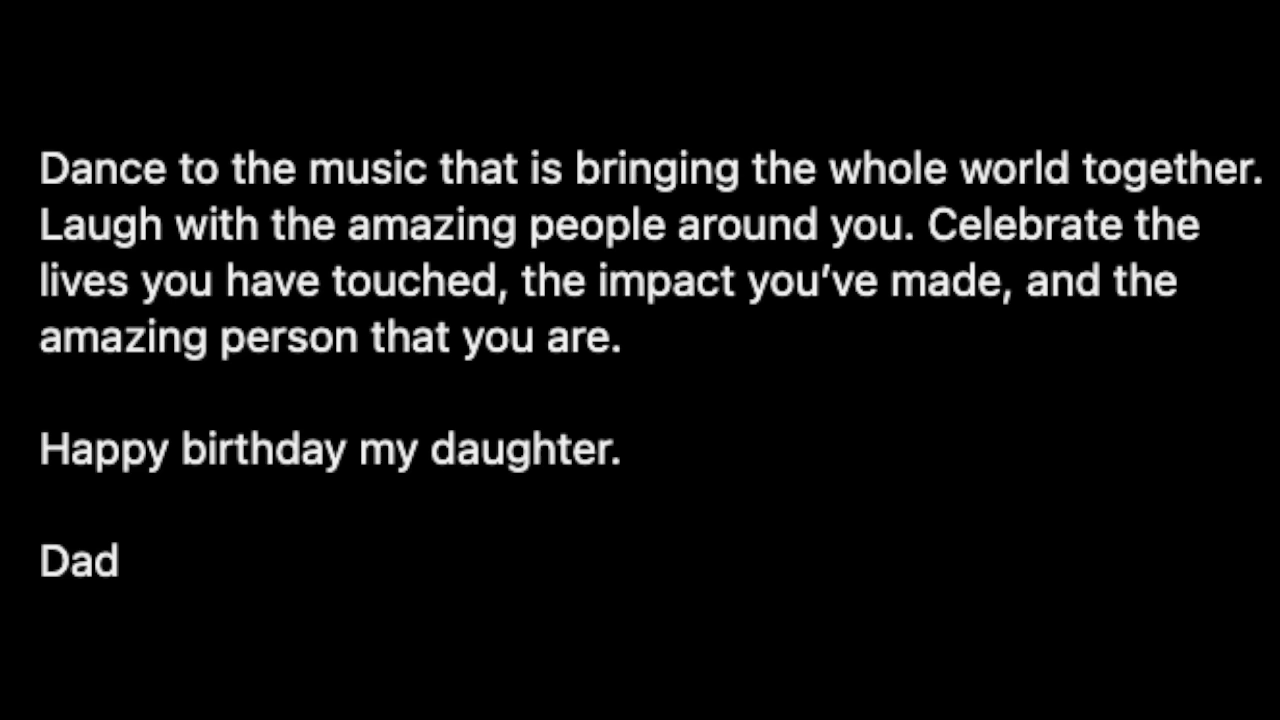 Dance to the music that is bringing the whole world together.
Laugh with the amazing people around you. Celebrate the
lives you have touched, the impact you’ve made, and the
amazing person that you are.
Happy birthday my daughter.
Dad